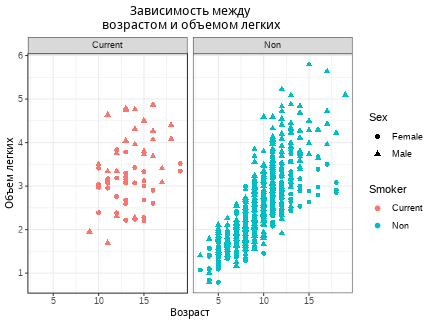 Зависимость между
возрастом и объемом легких
Current
Non
Объем легких
6
5
4
3
2
1
5
10
15
5
10
15
Возраст
Sex
Female
Male
Smoker
Current
Non